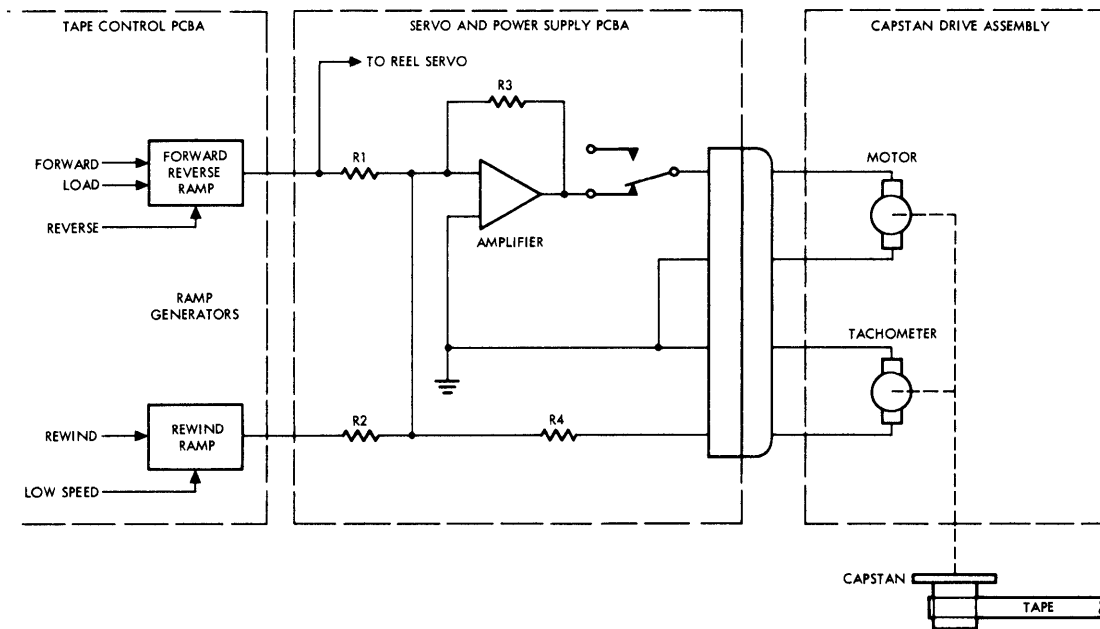 TAPE CONTROL PCBA
SERVO AND POWER SUPPLY PCBA
CAPSTAN DRIVE ASSEMBLY
TO REEL SERVO
R3
FORWARD
LOAD
REVERSE
FORWARD
REVERSE
RAMP
R1
AMPLIFIER
MOTOR
RAMP
GENERATORS
TACHOMETER
REWIND
LOW SPEED
REWIND
RAMP
R2
R4
CAPSTAN
TAPE